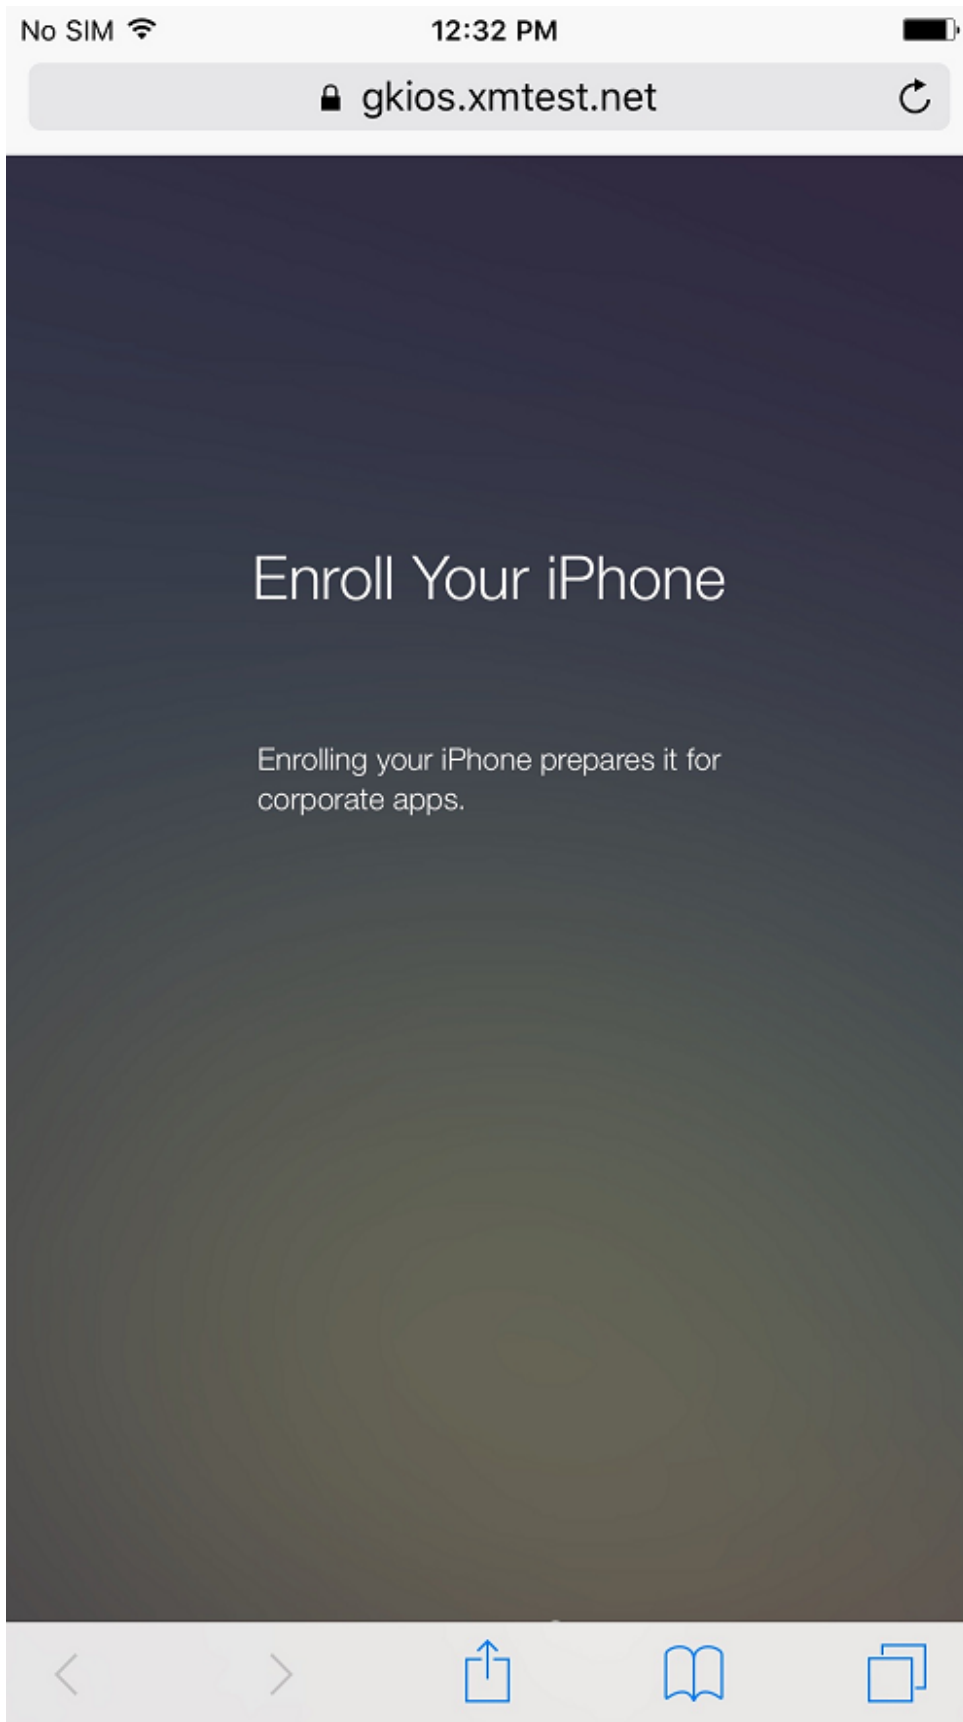 No SIM 12:32 PM
gkios.xmtest.net
Enroll Your iPhone
Enrolling your iPhone prepares it for
corporate apps.